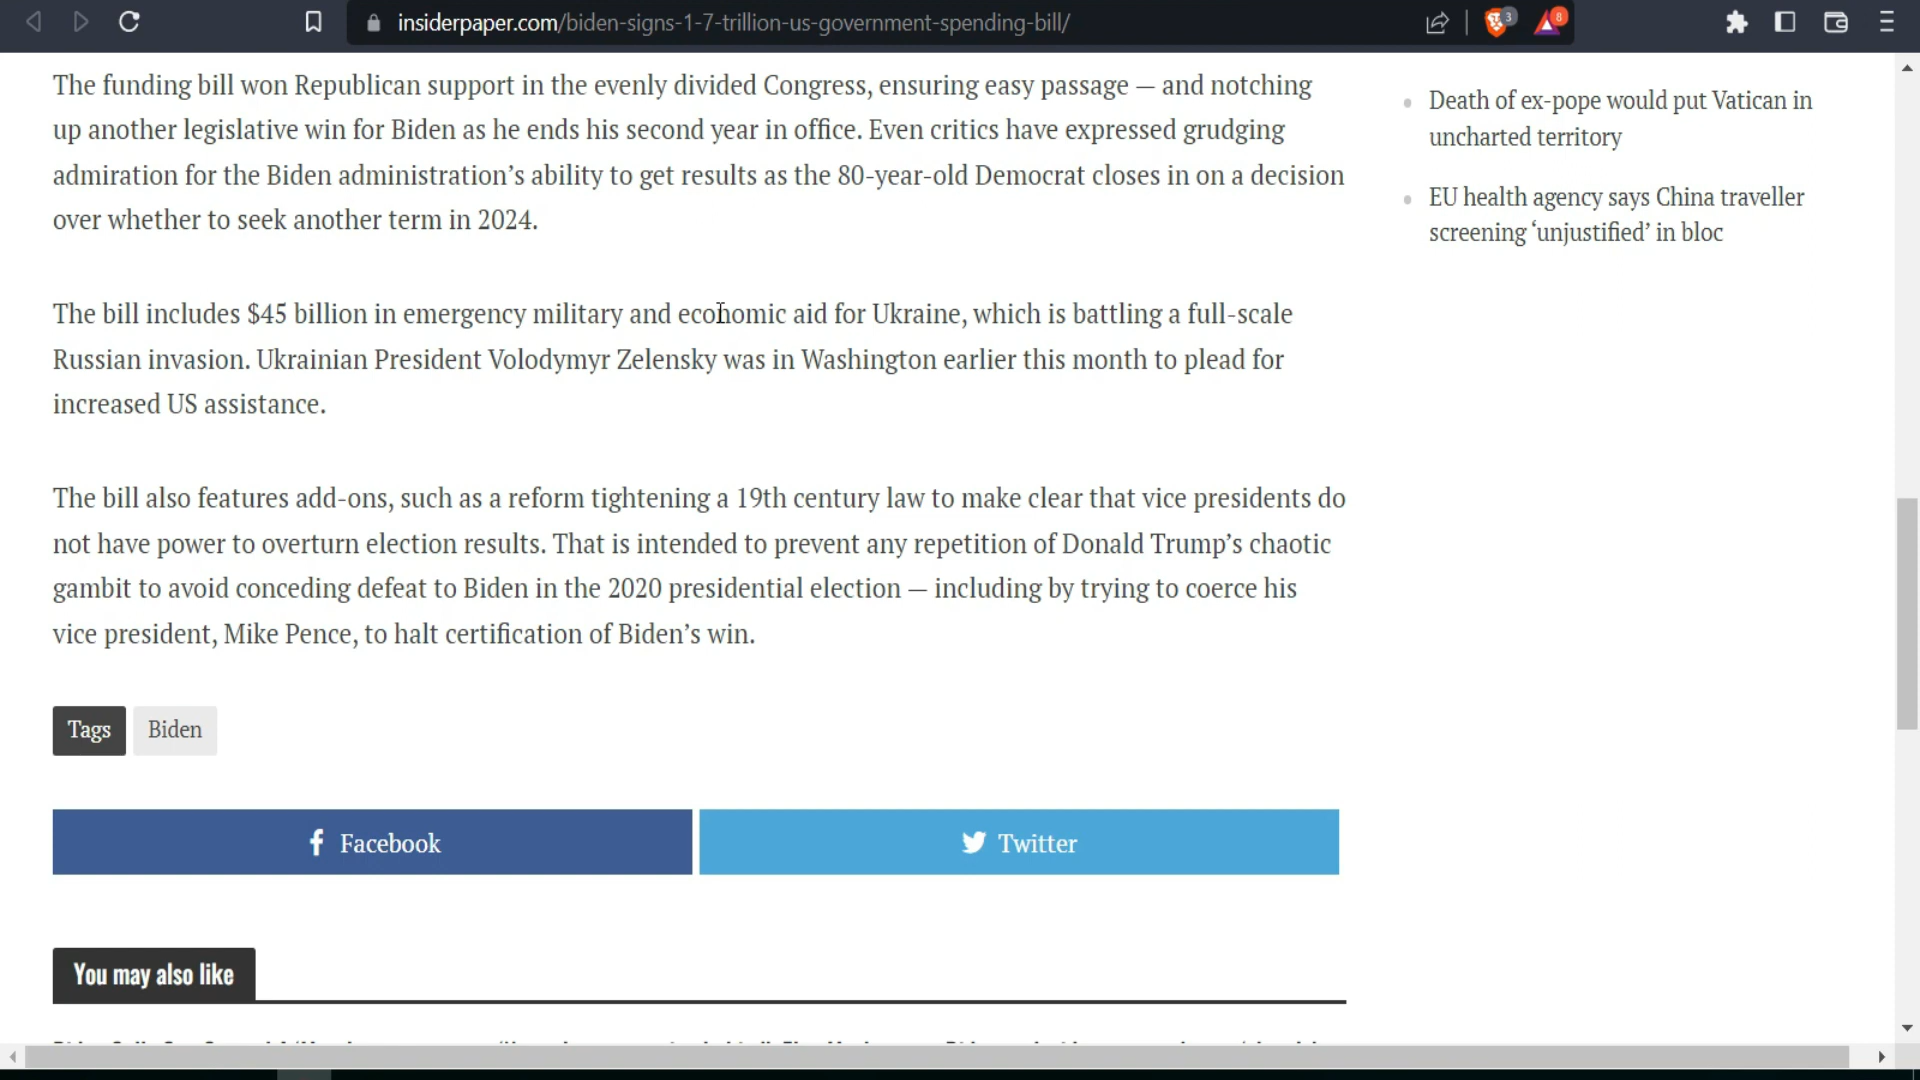 insiderpaper.com/biden-signs-1-7-trillion-us-government-spending-bill/
3
8
The funding bill won Republican support in the evenly divided Congress, ensuring easy passage — and notching
up another legislative win for Biden as he ends his second year in office. Even critics have expressed grudging
admiration for the Biden administration’s ability to get results as the 80-year-old Democrat closes in on a decision
over whether to seek another term in 2024.
The bill includes $45 billion in emergency military and economic aid for Ukraine, which is battling a full-scale
Russian invasion. Ukrainian President Volodymyr Zelensky was in Washington earlier this month to plead for
increased US assistance.
The bill also features add-ons, such as a reform tightening a 19th century law to make clear that vice presidents do
not have power to overturn election results. That is intended to prevent any repetition of Donald Trump’s chaotic
gambit to avoid conceding defeat to Biden in the 2020 presidential election — including by trying to coerce his
vice president, Mike Pence, to halt certification of Biden’s win.
Tags Biden
Facebook
Twitter
You may also like
Death of ex-pope would put Vatican in
uncharted territory
EU health agency says China traveller
screening ‘unjustified’ in bloc